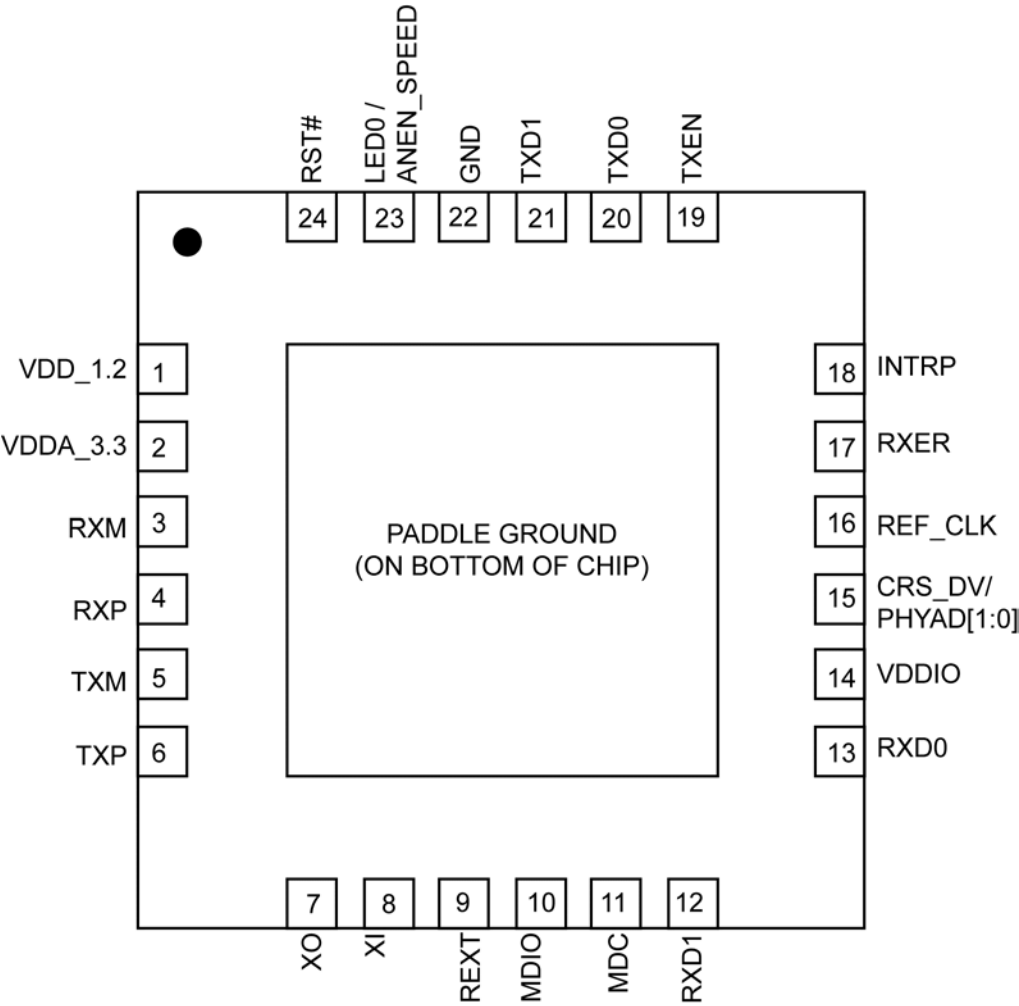 RST#
LED0 /
ANEN_SPEED
GND
TXD1
TXD0
TXEN
24
23
22
21
20
19
VDD_1.2
1
VDDA_3.3
2
RXM
3
RXP
4
TXM
5
TXP
6
PADDLE GROUND
(ON BOTTOM OF CHIP)
18
INTRP
17
RXER
16
REF_CLK
15
CRS_DV/
PHYAD[1:0]
14
VDDIO
13
RXD0
7
8
9
10
11
12
XO
XI
REXT
MDIO
MDC
RXD1